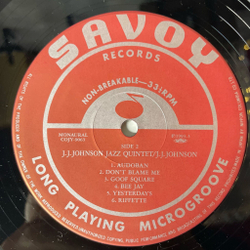 SAVOY
RECORDS
NON-BREAKABLE—33⅓ RPM
SIDE 2
MONAURAL
J.J.JOHNSON JAZZ QUINTET/J.J.JOHNSON
1. AUDOBAN
2. DON'T BLAME ME
3. GOOF SQUARE
4. BEE JAY
5. YESTERDAYS
6. RIFFETTE
LONG PLAYING MICROGROOVE